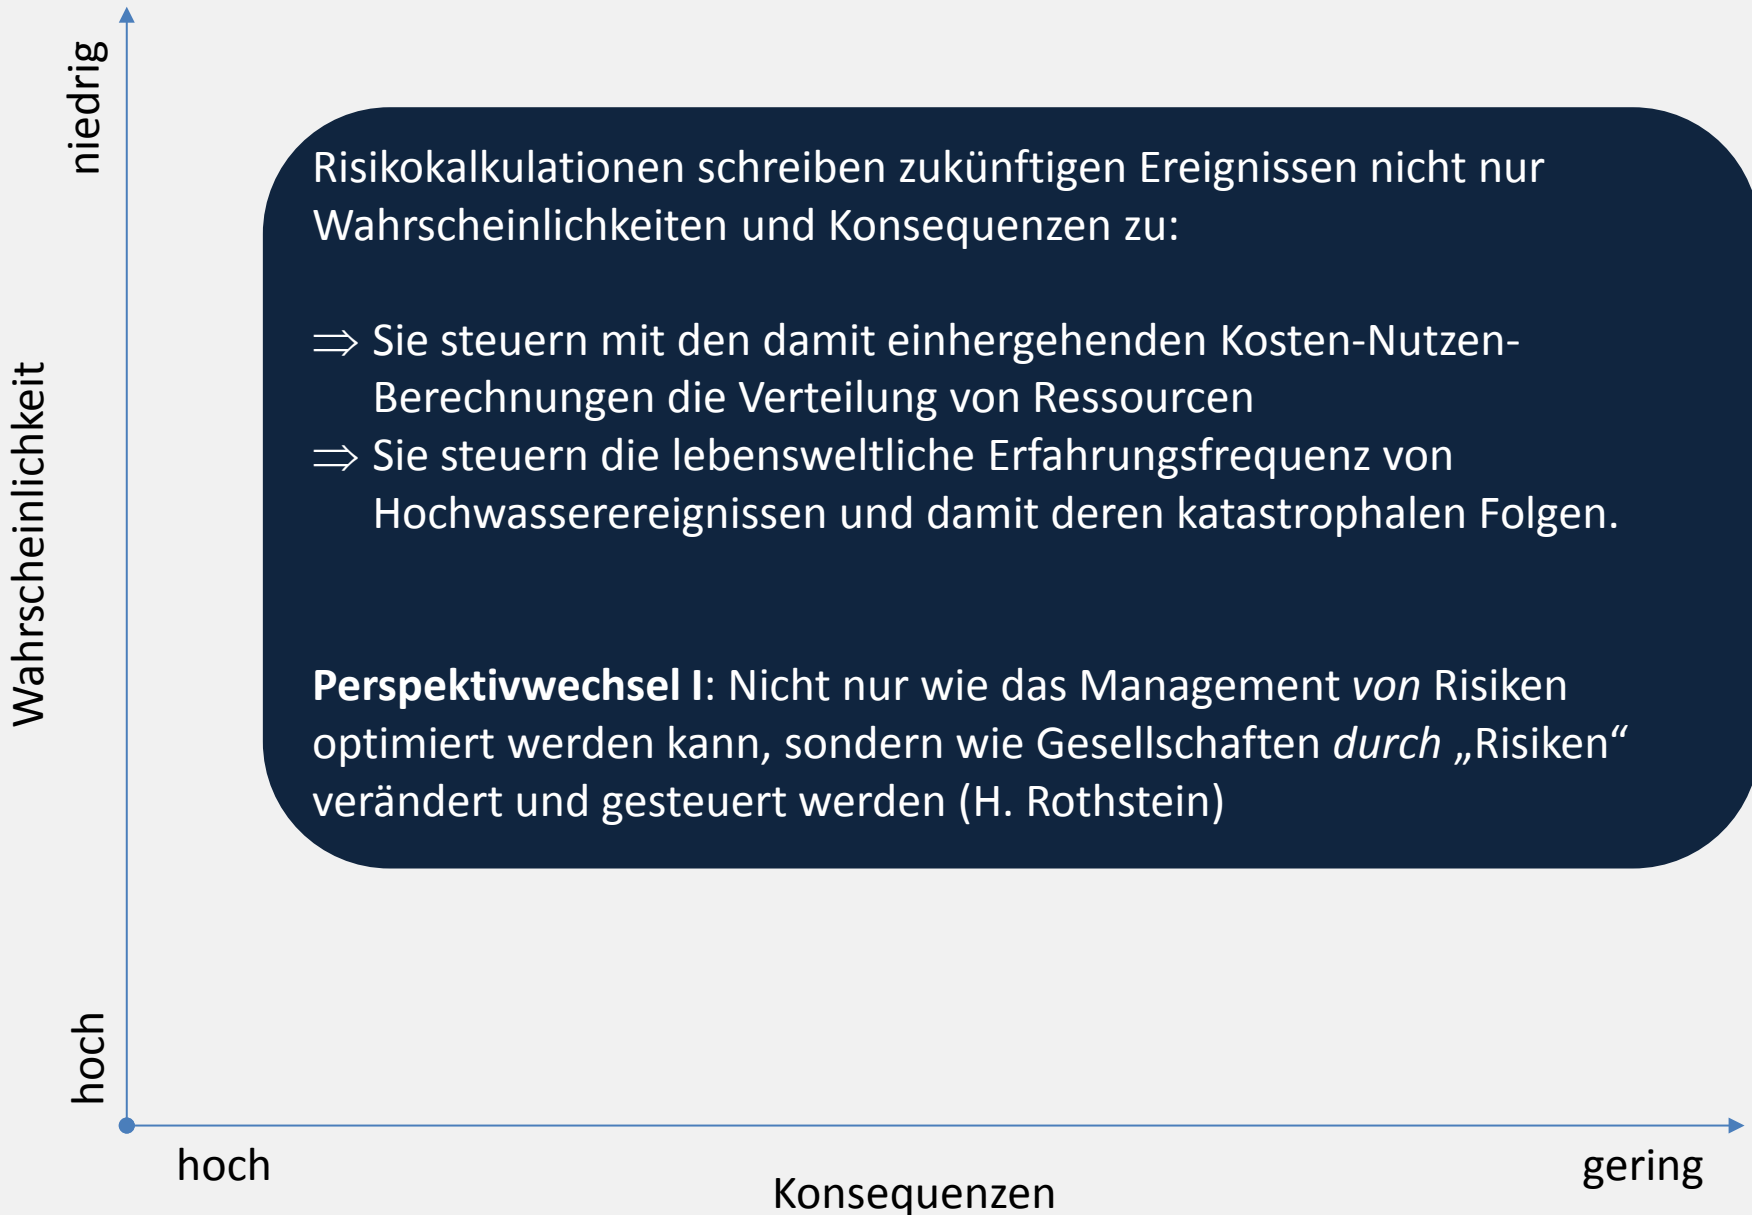 niedrig
Wahrscheinlichkeit
hoch
Risikokalkulationen schreiben zukünftigen Ereignissen nicht nur
Wahrscheinlichkeiten und Konsequenzen zu:
⇒ Sie steuern mit den damit einhergehenden Kosten-Nutzen-
Berechnungen die Verteilung von Ressourcen
⇒ Sie steuern die lebensweltliche Erfahrungsfrequenz von
Hochwasserereignissen und damit deren katastrophalen Folgen.
Perspektivwechsel I: Nicht nur wie das Management von Risiken
optimiert werden kann, sondern wie Gesellschaften durch „Risiken“
verändert und gesteuert werden (H. Rothstein)
hoch
gering
Konsequenzen